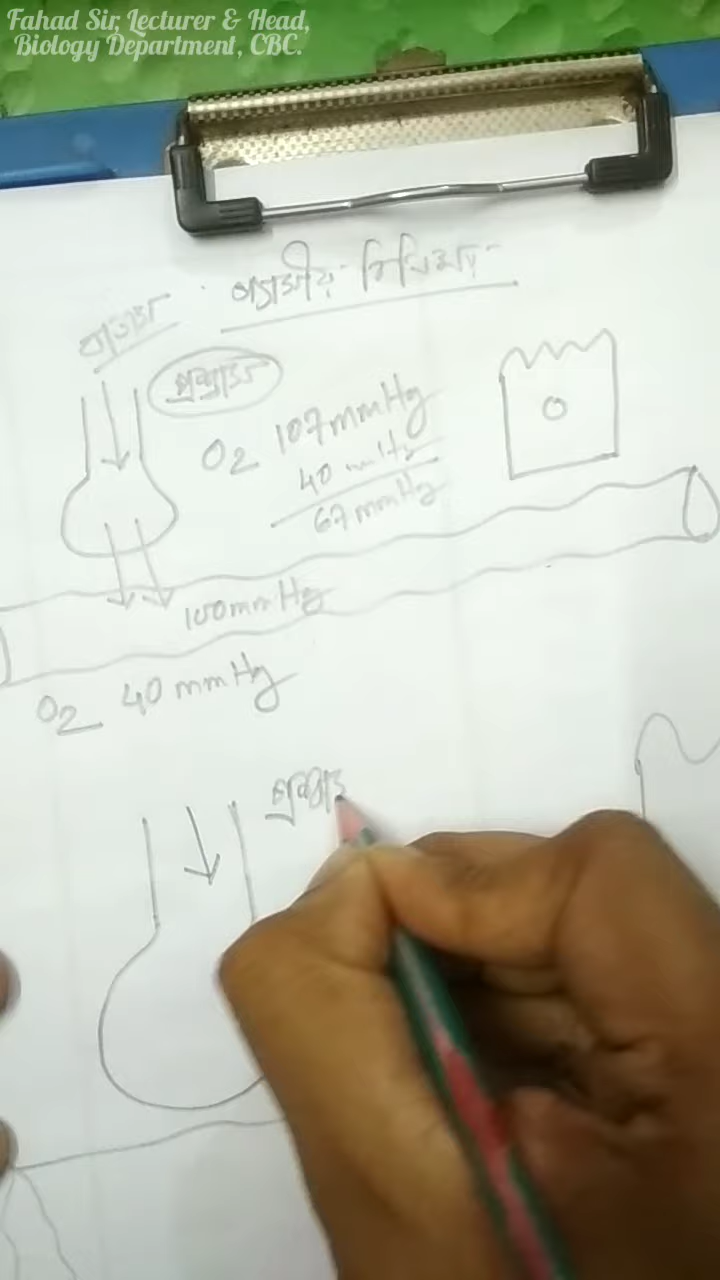 Fahad Sir, Lecturer & Head,
Biology Department, CBC.
বাতাস
গ্যাসীয় বিনিময়
প্রশ্বাস
O2 107 mmHg
40 mmHg
67 mmHg
100 mmHg
O2 40 mmHg